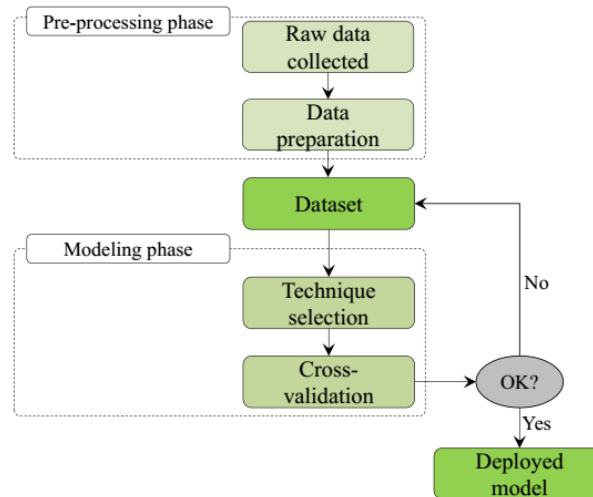 Pre-processing phase
Raw data
collected
Data
preparation
Dataset
Modeling phase
Technique
selection
No
Cross-
validation
OK?
Yes
Deployed
model